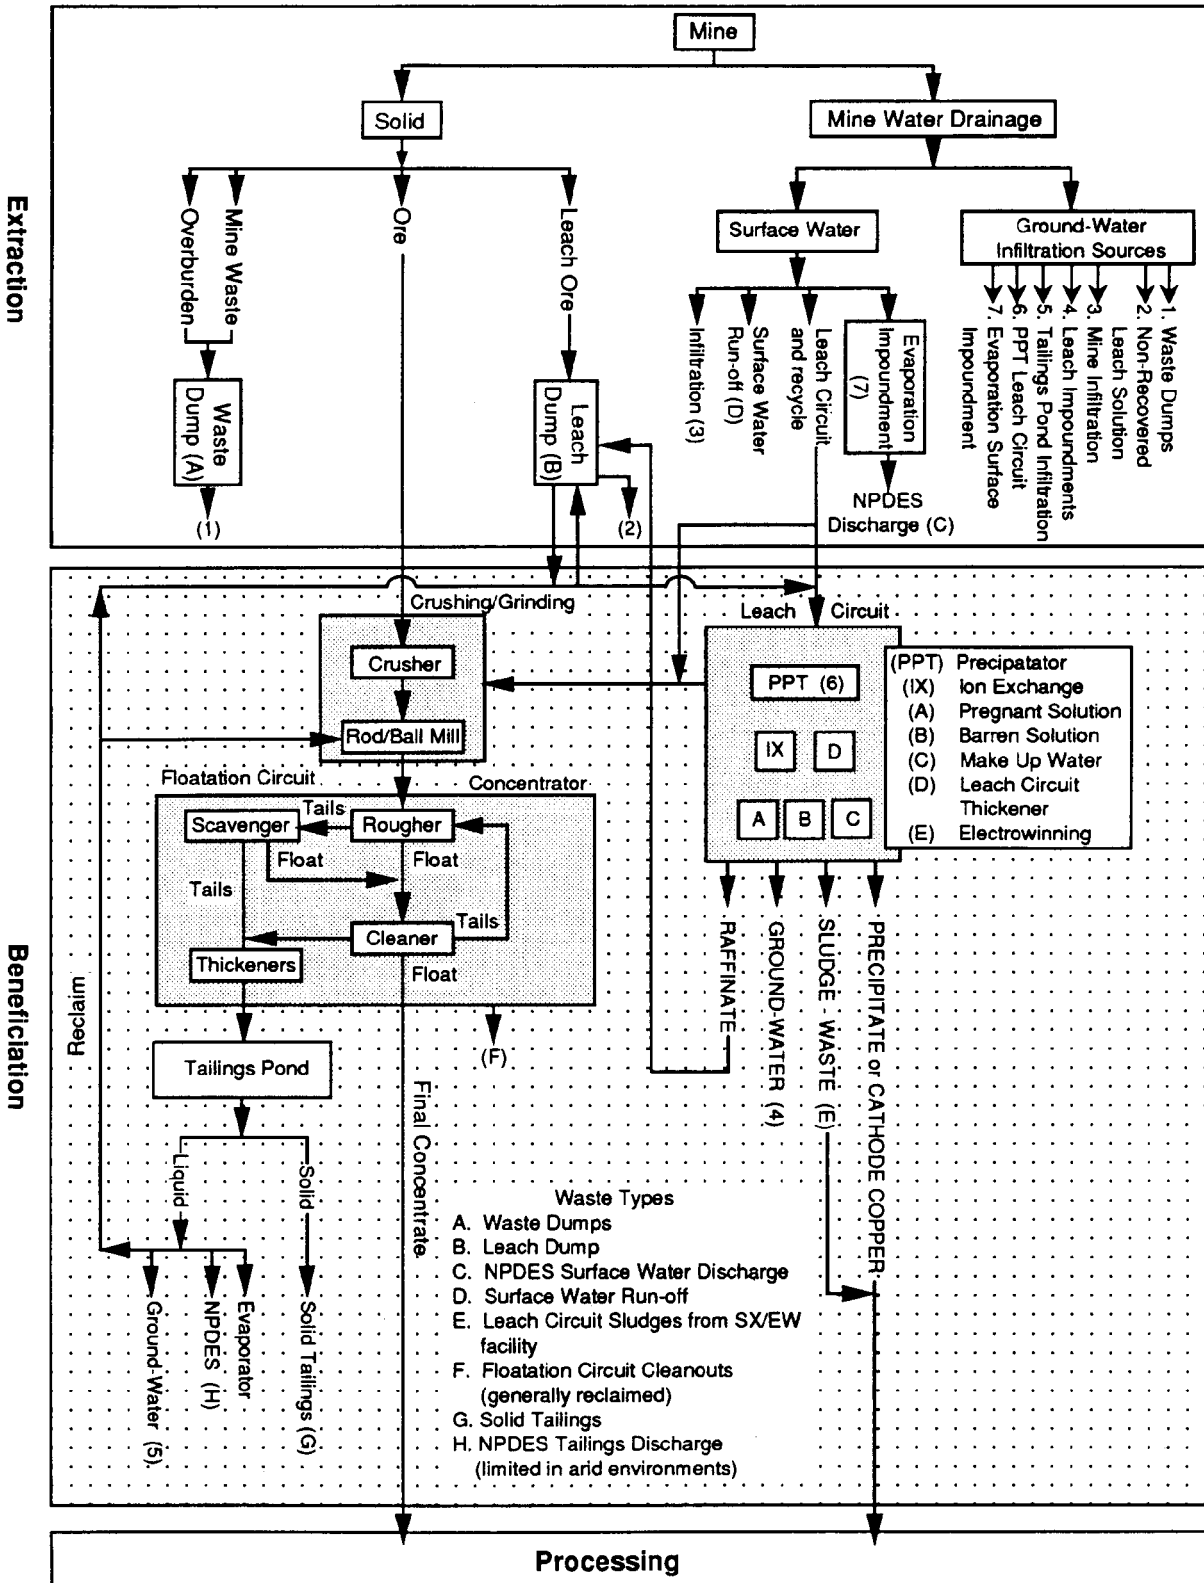 Extraction
Mine
Solid
Mine Water Drainage
Overburden
Mine Waste
Ore
Leach Ore
Surface Water
Ground-Water
Infiltration Sources
Waste
Dump (A)
(1)
Leach
Dump (B)
(2)
Infiltration (3)
Surface Water
Run-off (D)
Leach Circuit
and recycle
Evaporation
Impoundment
(7)
NPDES
Discharge (C)
1. Waste Dumps
2. Non-Recovered
Leach Solution
3. Mine Infiltration
4. Leach Impoundments
5. Tailings Pond Infiltration
6. PPT Leach Circuit
7. Evaporation Surface
Impoundment
Beneficiation
Crushing/Grinding
Crusher
Rod/Ball Mill
Leach Circuit
PPT (6)
IX
D
A
B
C
(PPT) Precipatator
(IX) Ion Exchange
(A) Pregnant Solution
(B) Barren Solution
(C) Make Up Water
(D) Leach Circuit
Thickener
(E) Electrowinning
Floatation Circuit
Concentrator
Scavenger
Tails
Rougher
Float
Float
Tails
Cleaner
Tails
Thickeners
Float
(F)
Reclaim
Tailings Pond
Liquid
Solid
Ground-Water (5)
NPDES (H)
Evaporator
Solid Tailings (G)
Final Concentrate
RAFFINATE
GROUND-WATER (4)
SLUDGE - WASTE (E)
PRECIPITATE or CATHODE COPPER
Waste Types
A. Waste Dumps
B. Leach Dump
C. NPDES Surface Water Discharge
D. Surface Water Run-off
E. Leach Circuit Sludges from SX/EW
facility
F. Floatation Circuit Cleanouts
(generally reclaimed)
G. Solid Tailings
H. NPDES Tailings Discharge
(limited in arid environments)
Processing